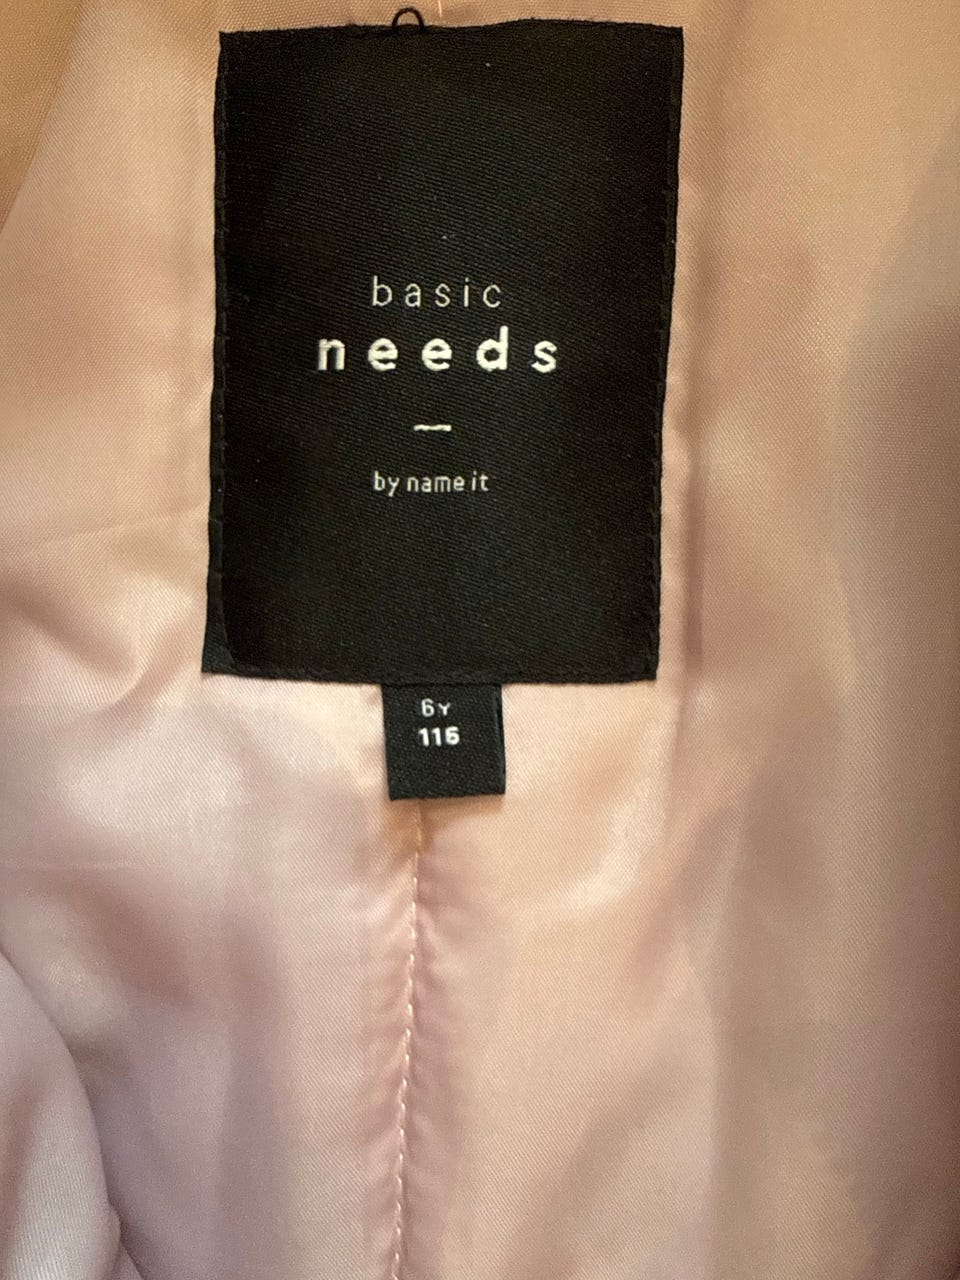 basic
needs
by name it
6Y
116